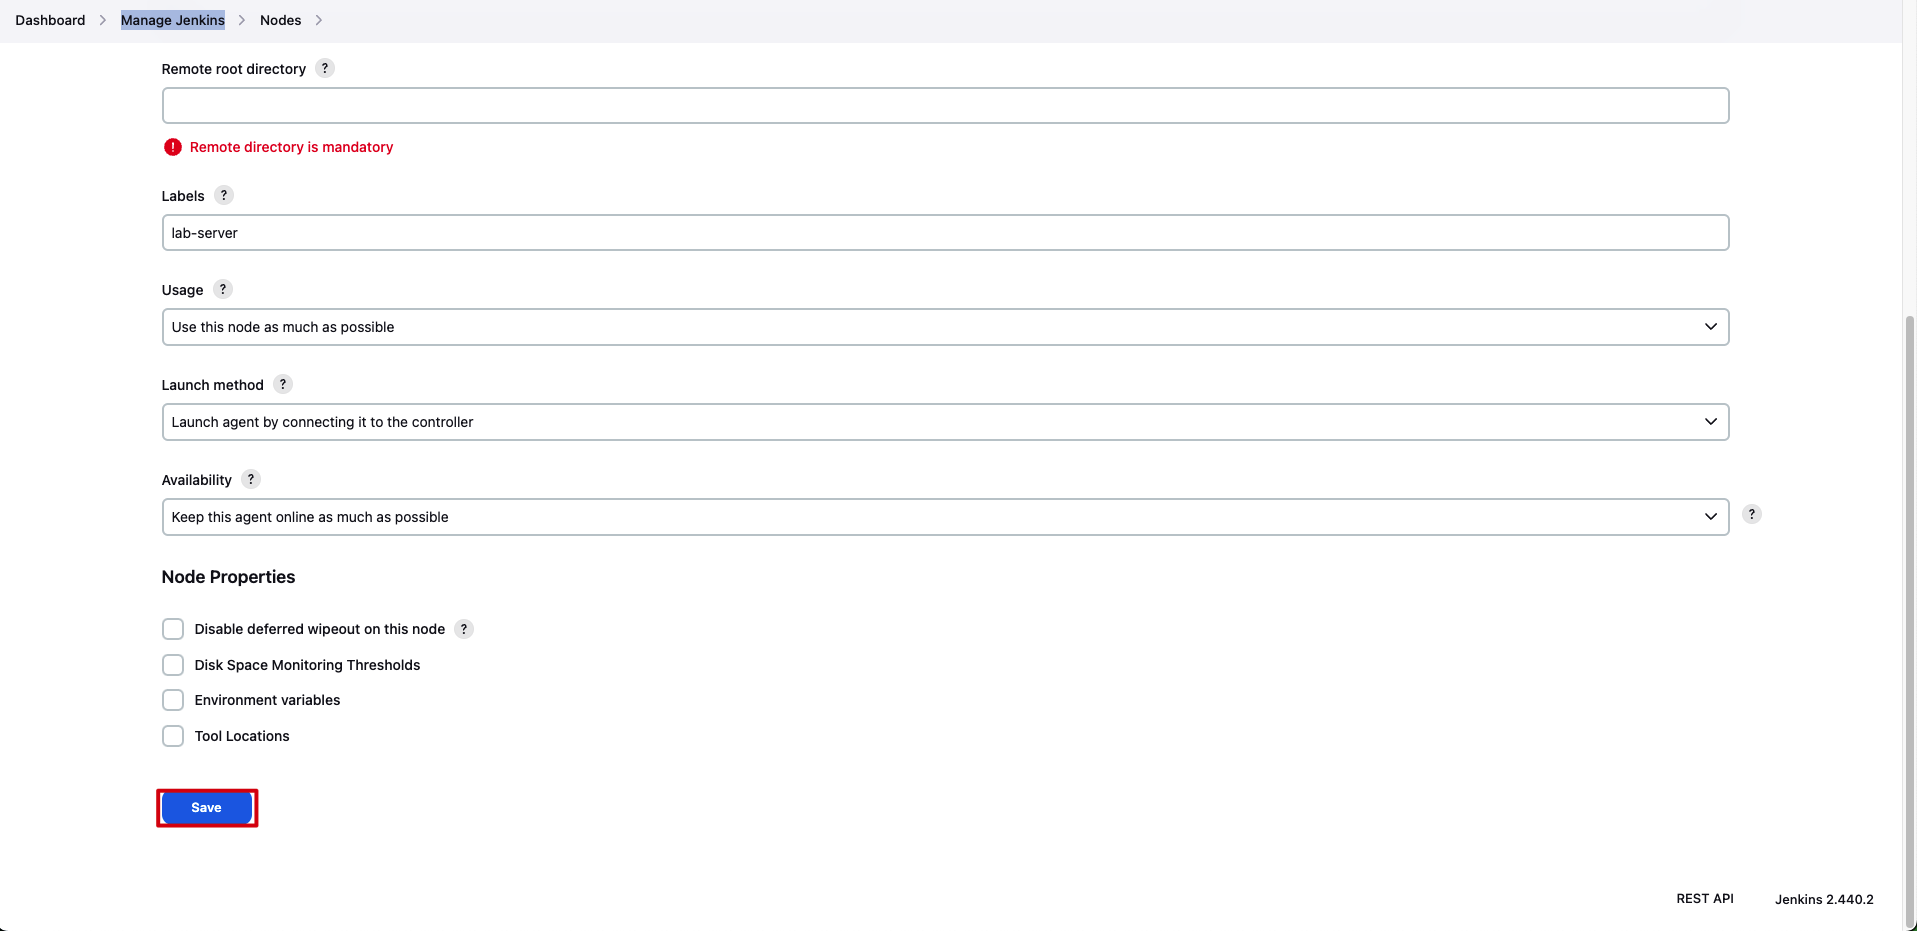 Dashboard > Manage Jenkins > Nodes >
Remote root directory ?
! Remote directory is mandatory
Labels ?
lab-server
Usage ?
Use this node as much as possible
Launch method ?
Launch agent by connecting it to the controller
Availability ?
Keep this agent online as much as possible
?
Node Properties
Disable deferred wipeout on this node ?
Disk Space Monitoring Thresholds
Environment variables
Tool Locations
Save
REST API Jenkins 2.440.2